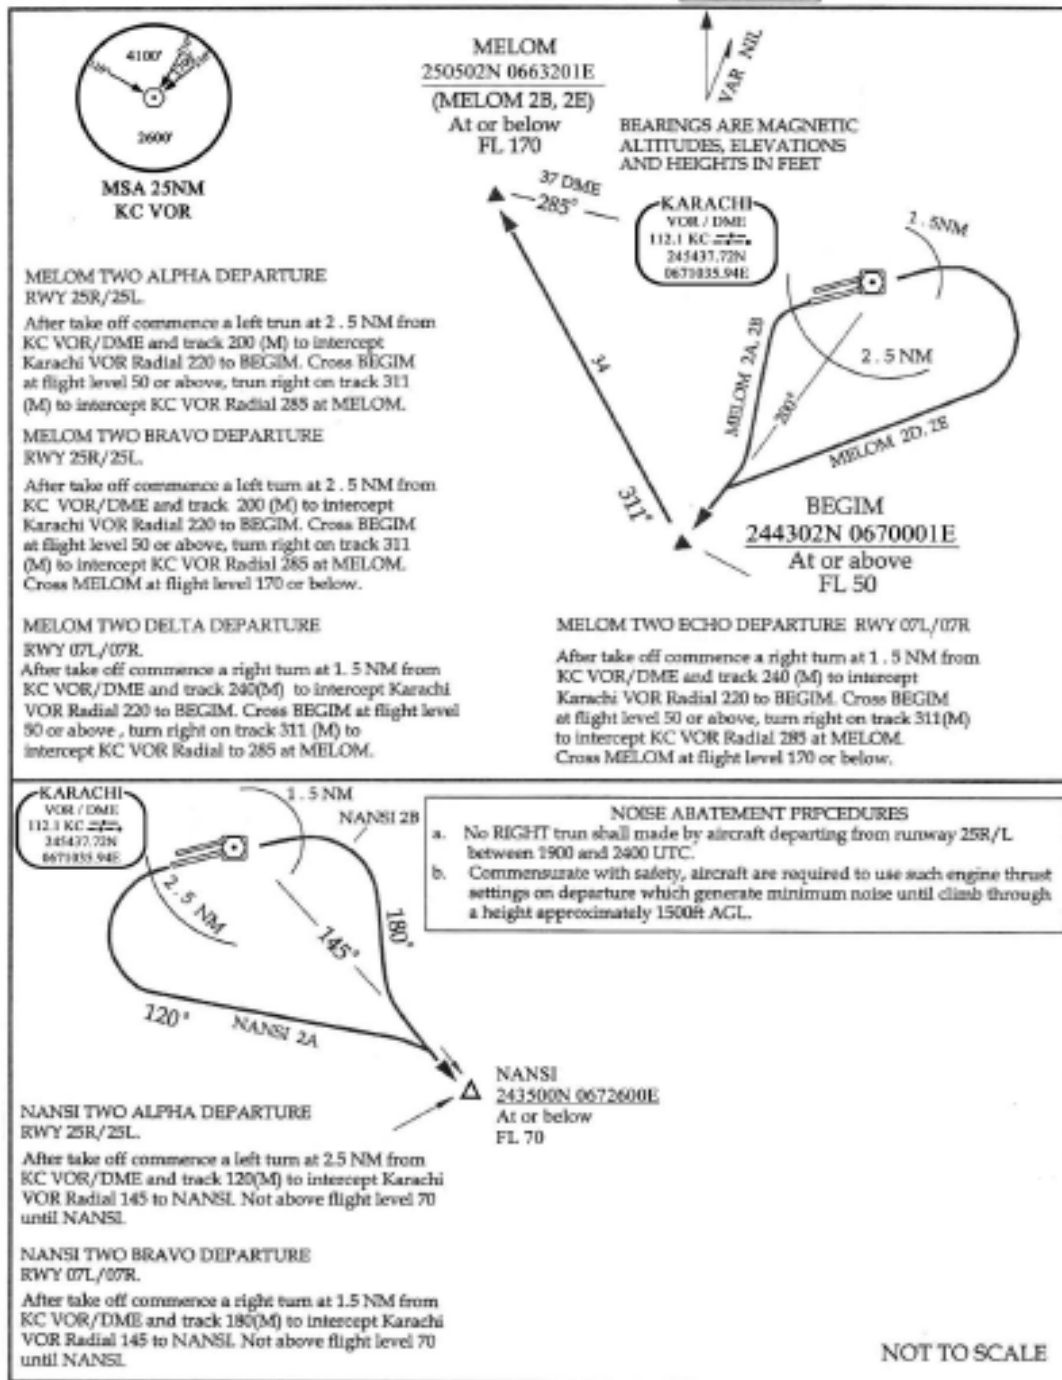 4100'
2600'
MSA 25NM
KC VOR
MELOM
250502N 0663201E
(MELOM 2B, 2E)
At or below
FL 170
VAR NIL
BEARINGS ARE MAGNETIC
ALTITUDES, ELEVATIONS
AND HEIGHTS IN FEET
37 DME
285°
KARACHI
VOR / DME
112.1 KC
245437.72N
0671035.94E
1 . 5NM
2 . 5 NM
MELOM 2A, 2B
200°
MELOM 2D, 2E
34
311°
BEGIM
244302N 0670001E
At or above
FL 50
MELOM TWO ALPHA DEPARTURE
RWY 25R/25L.
After take off commence a left trun at 2 . 5 NM from
KC VOR/DME and track 200 (M) to intercept
Karachi VOR Radial 220 to BEGIM. Cross BEGIM
at flight level 50 or above, trun right on track 311
(M) to intercept KC VOR Radial 285 at MELOM.
MELOM TWO BRAVO DEPARTURE
RWY 25R/25L.
After take off commence a left turn at 2 . 5 NM from
KC VOR/DME and track 200 (M) to intercept
Karachi VOR Radial 220 to BEGIM. Cross BEGIM
at flight level 50 or above, turn right on track 311
(M) to intercept KC VOR Radial 285 at MELOM.
Cross MELOM at flight level 170 or below.
MELOM TWO DELTA DEPARTURE
RWY 07L/07R.
After take off commence a right turn at 1. 5 NM from
KC VOR/DME and track 240(M) to intercept Karachi
VOR Radial 220 to BEGIM. Cross BEGIM at flight level
50 or above , turn right on track 311 (M) to
intercept KC VOR Radial to 285 at MELOM.
MELOM TWO ECHO DEPARTURE RWY 07L/07R
After take off commence a right turn at 1 . 5 NM from
KC VOR/DME and track 240 (M) to intercept
Karachi VOR Radial 220 to BEGIM. Cross BEGIM
at flight level 50 or above, turn right on track 311(M)
to intercept KC VOR Radial 285 at MELOM.
Cross MELOM at flight level 170 or below.
KARACHI
VOR / DME
112.1 KC
245437.72N
0671035.94E
1 . 5 NM
NANSI 2B
2 . 5 NM
145°
180°
120°
NANSI 2A
NOISE ABATEMENT PRPCEDURES
a. No RIGHT trun shall made by aircraft departing from runway 25R/L
between 1900 and 2400 UTC.
b. Commensurate with safety, aircraft are required to use such engine thrust
settings on departure which generate minimum noise until climb through
a height approximately 1500ft AGL.
NANSI
243500N 0672600E
At or below
FL 70
NANSI TWO ALPHA DEPARTURE
RWY 25R/25L.
After take off commence a left turn at 2.5 NM from
KC VOR/DME and track 120(M) to intercept Karachi
VOR Radial 145 to NANSI. Not above flight level 70
until NANSI.
NANSI TWO BRAVO DEPARTURE
RWY 07L/07R.
After take off commence a right turn at 1.5 NM from
KC VOR/DME and track 180(M) to intercept Karachi
VOR Radial 145 to NANSI. Not above flight level 70
until NANSI.
NOT TO SCALE